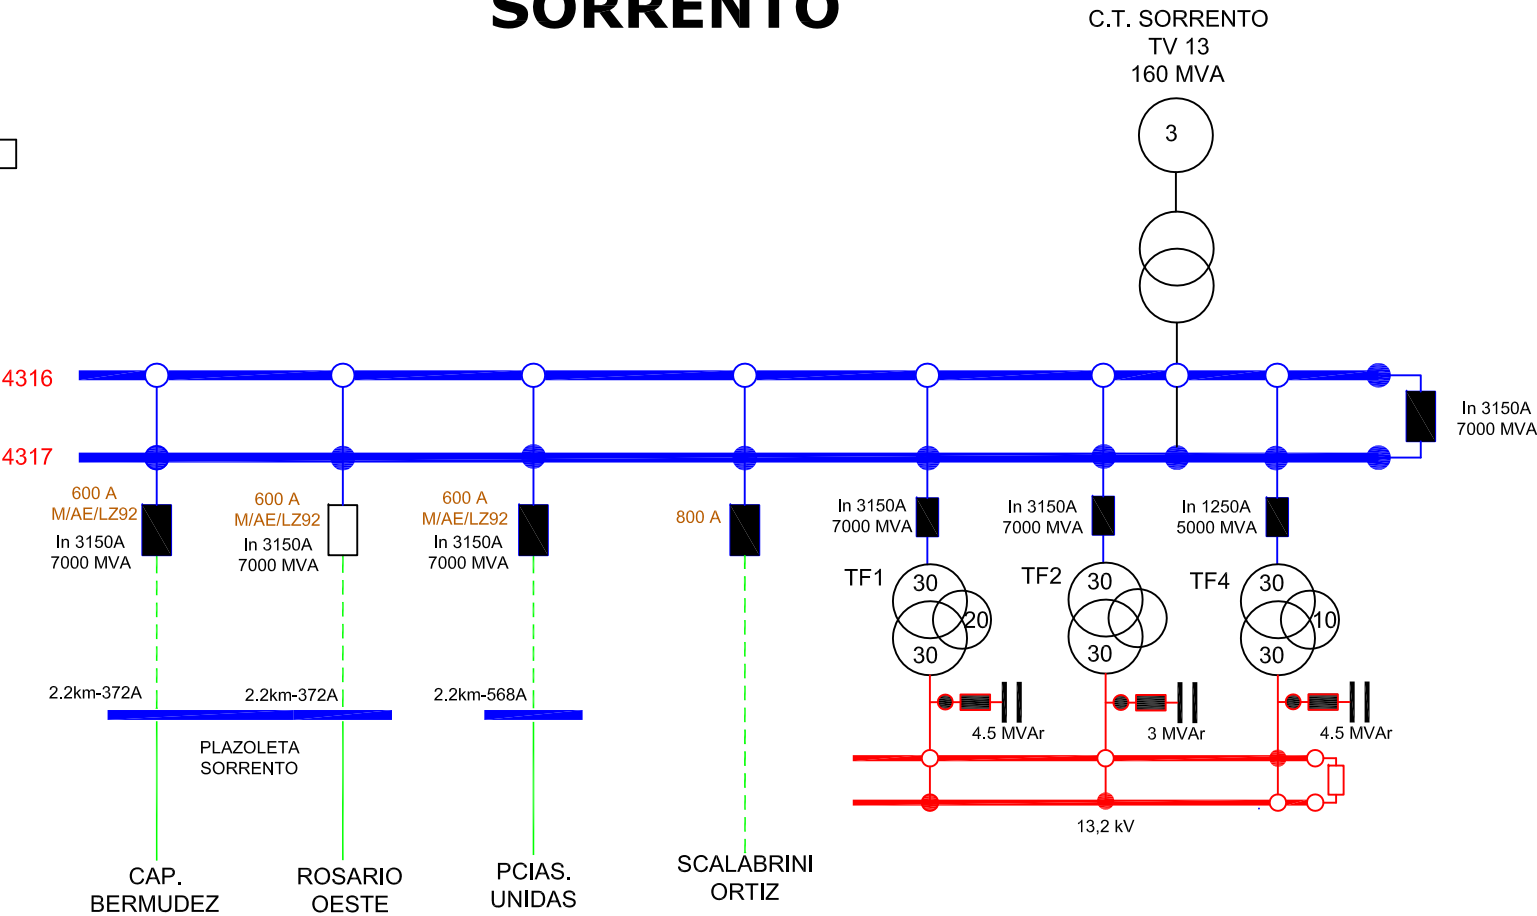 SORRENTO
C.T. SORRENTO
TV 13
160 MVA
3
4316
4317
In 3150A
7000 MVA
600 A
M/AE/LZ92
In 3150A
7000 MVA
600 A
M/AE/LZ92
In 3150A
7000 MVA
600 A
M/AE/LZ92
In 3150A
7000 MVA
800 A
In 3150A
7000 MVA
In 3150A
7000 MVA
In 1250A
5000 MVA
TF1
30
20
30
TF2
30
30
TF4
30
10
30
2.2km-372A
2.2km-372A
2.2km-568A
4.5 MVAr
3 MVAr
4.5 MVAr
PLAZOLETA
SORRENTO
13,2 kV
CAP.
BERMUDEZ
ROSARIO
OESTE
PCIAS.
UNIDAS
SCALABRINI
ORTIZ